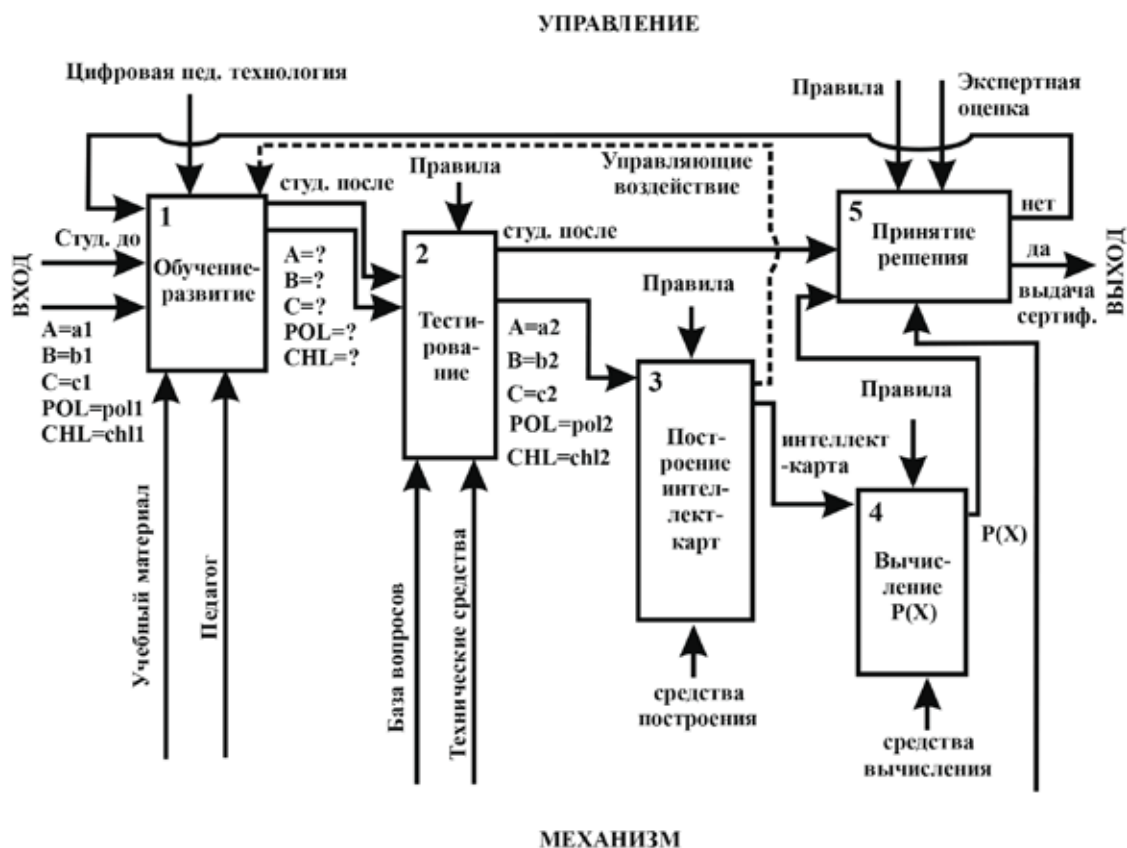 УПРАВЛЕНИЕ
Цифровая пед. технология
Правила
Экспертная
оценка
Управляющие
воздействие
Правила
студ. после
1
Обучение-
развитие
ВХОД
Студ. до
A=a1
B=b1
C=c1
POL=pol1
CHL=chl1
A=?
B=?
C=?
POL=?
CHL=?
2
Тести-
рова-
ние
студ. после
A=a2
B=b2
C=c2
POL=pol2
CHL=chl2
Правила
3
Пост-
роение
интел-
лект-
карт
интеллект
-карта
Правила
4
Вычис-
ление
P(X)
P(X)
5
Принятие
решения
нет
да
выдача
сертиф.
ВЫХОД
Учебный материал
Педагог
База вопросов
Технические средства
средства
построения
средства
вычисления
МЕХАНИЗМ